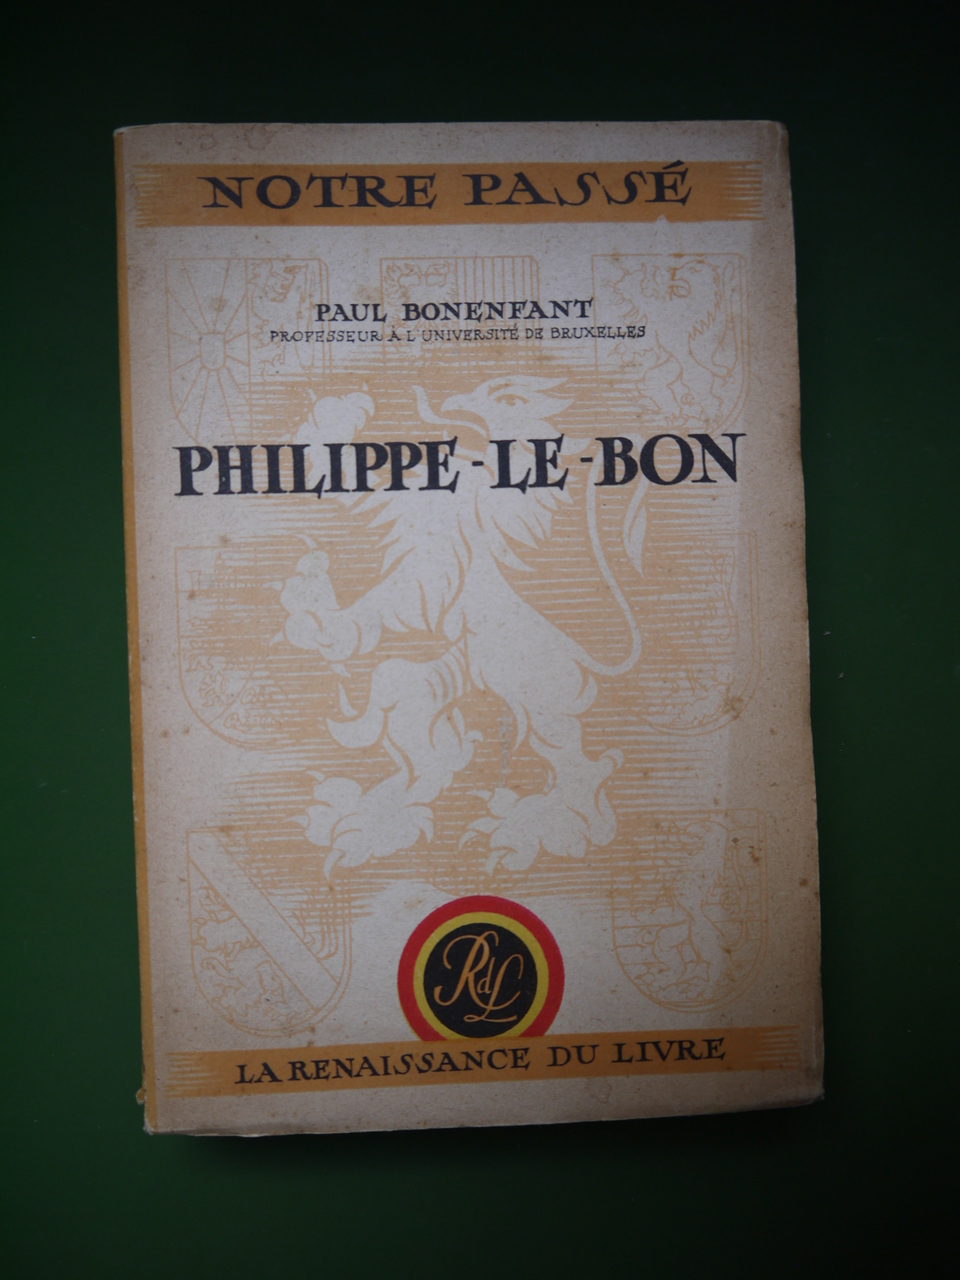 NOTRE PASSÉ
PAUL BONENFANT
PROFESSEUR À L'UNIVERSITÉ DE BRUXELLES
PHILIPPE-LE-BON
RdL
LA RENAISSANCE DU LIVRE